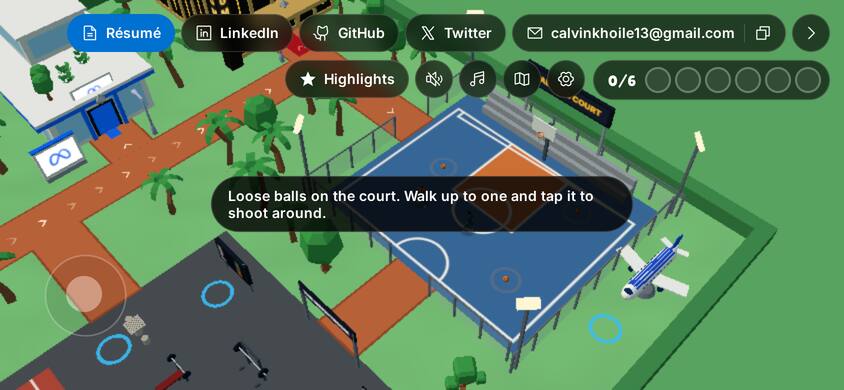 Résumé
LinkedIn
GitHub
Twitter
calvinkhoile13@gmail.com
Highlights
0/6
COURT
Loose balls on the court. Walk up to one and tap it to
shoot around.